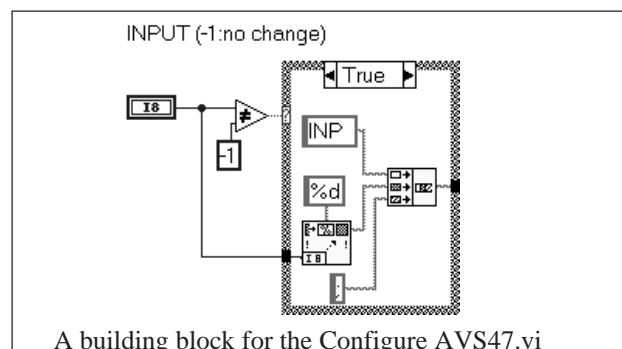 INPUT (-1:no change)
True
I8
≠
?
-1
INP
%d
%
! !
I8
;
A building block for the Configure AVS47.vi